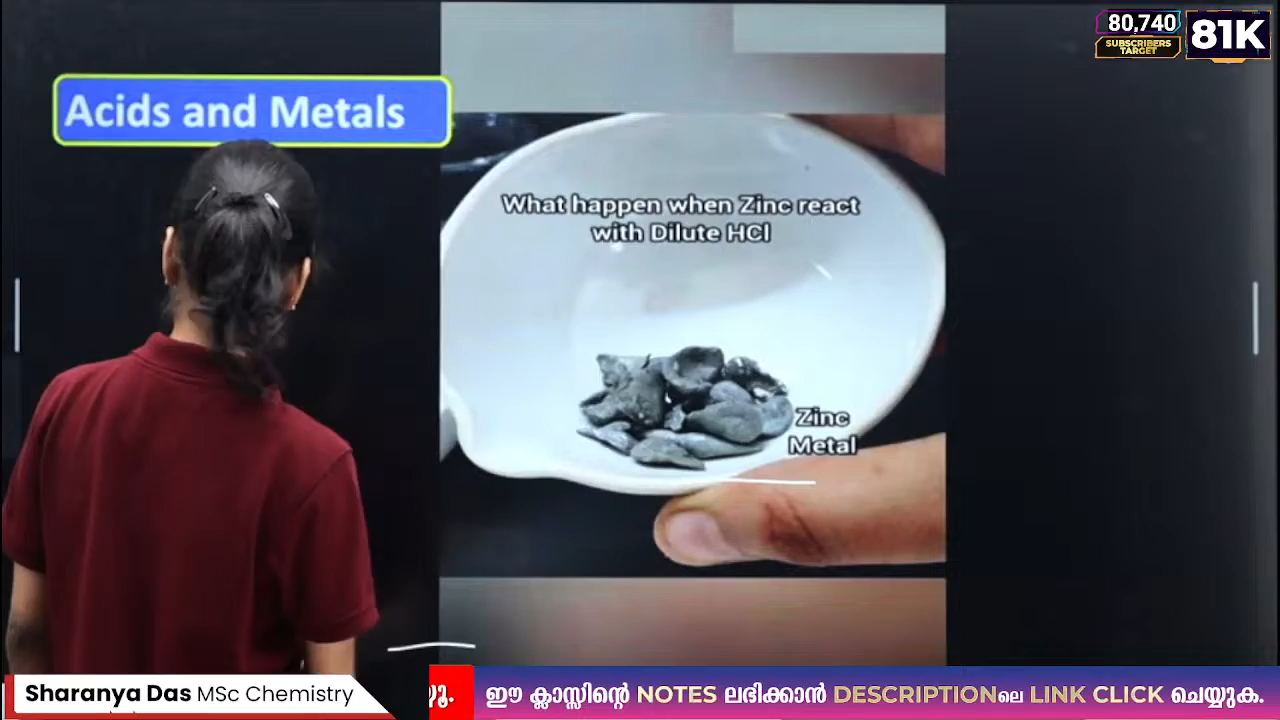 80,740
SUBSCRIBERS
TARGET
81K
Acids and Metals
What happen when Zinc react
with Dilute HCl
Zinc
Metal
Sharanya Das MSc Chemistry
യൂ. ഈ ക്ലാസ്സിന്റെ NOTES ലഭിക്കാൻ DESCRIPTIONലെ LINK CLICK ചെയ്യുക.